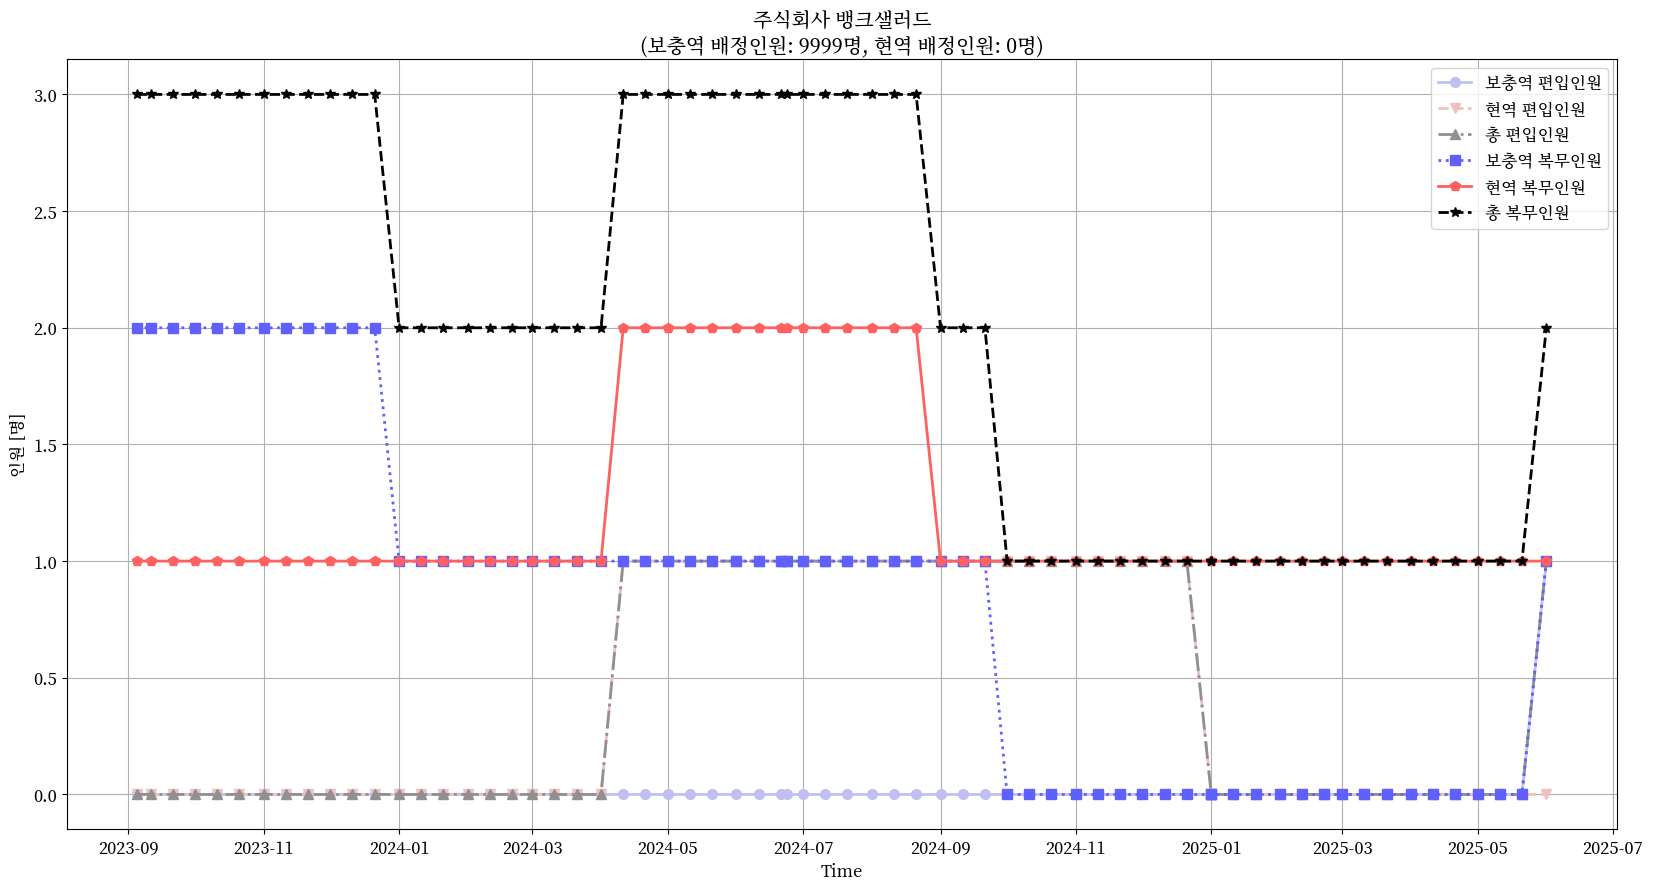 주식회사 뱅크샐러드
(보충역 배정인원: 9999명, 현역 배정인원: 0명)
보충역 편입인원
현역 편입인원
총 편입인원
보충역 복무인원
현역 복무인원
총 복무인원
인원 [명]
3.0
2.5
2.0
1.5
1.0
0.5
0.0
2023-09
2023-11
2024-01
2024-03
2024-05
2024-07
2024-09
2024-11
2025-01
2025-03
2025-05
2025-07
Time